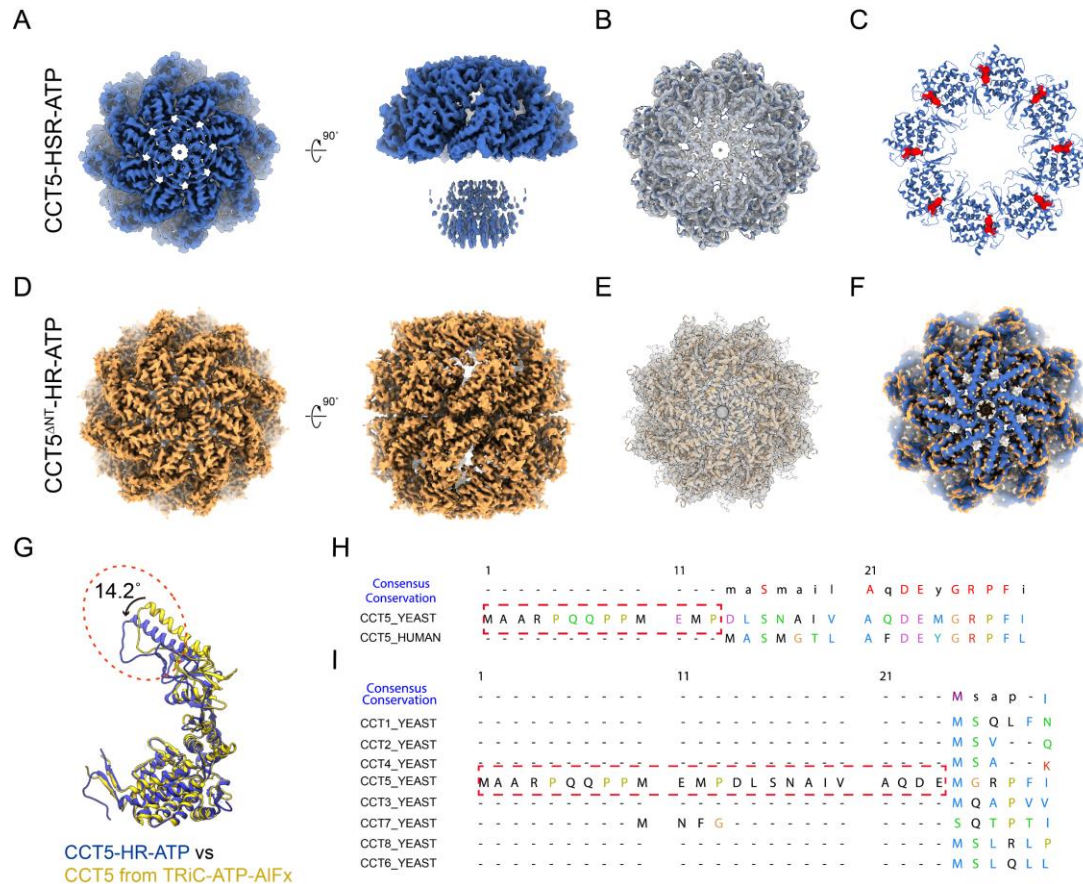 A
B
C
CCT5-HSR-ATP
90°
D
E
F
CCT5ΔNT-HR-ATP
90°
G
14.2°
CCT5-HR-ATP vs
CCT5 from TRiC-ATP-AlFx
H
1 11 21
Consensus - - - - - - - - - - - - - m a S m a i l A q D E y G R P F i
Conservation
CCT5_YEAST M A A R P Q Q P P M E M P D L S N A I V A Q D E M G R P F I
CCT5_HUMAN - - - - - - - - - - - - - M A S M G T L A F D E Y G R P F L
I
1 11 21
Consensus - - - - - - - - - - - - - - - - - - - - - - - - M s a p - I
Conservation
CCT1_YEAST - - - - - - - - - - - - - - - - - - - - - - - - M S Q L F N
CCT2_YEAST - - - - - - - - - - - - - - - - - - - - - - - - M S V - - Q
CCT4_YEAST - - - - - - - - - - - - - - - - - - - - - - - - M S A - - K
CCT5_YEAST M A A R P Q Q P P M E M P D L S N A I V A Q D E M G R P F I
CCT3_YEAST - - - - - - - - - - - - - - - - - - - - - - - - M Q A P V V
CCT7_YEAST - - - - - - - - - M N F G - - - - - - - - - - - S Q T P T I
CCT8_YEAST - - - - - - - - - - - - - - - - - - - - - - - - M S L R L P
CCT6_YEAST - - - - - - - - - - - - - - - - - - - - - - - - M S L Q L L